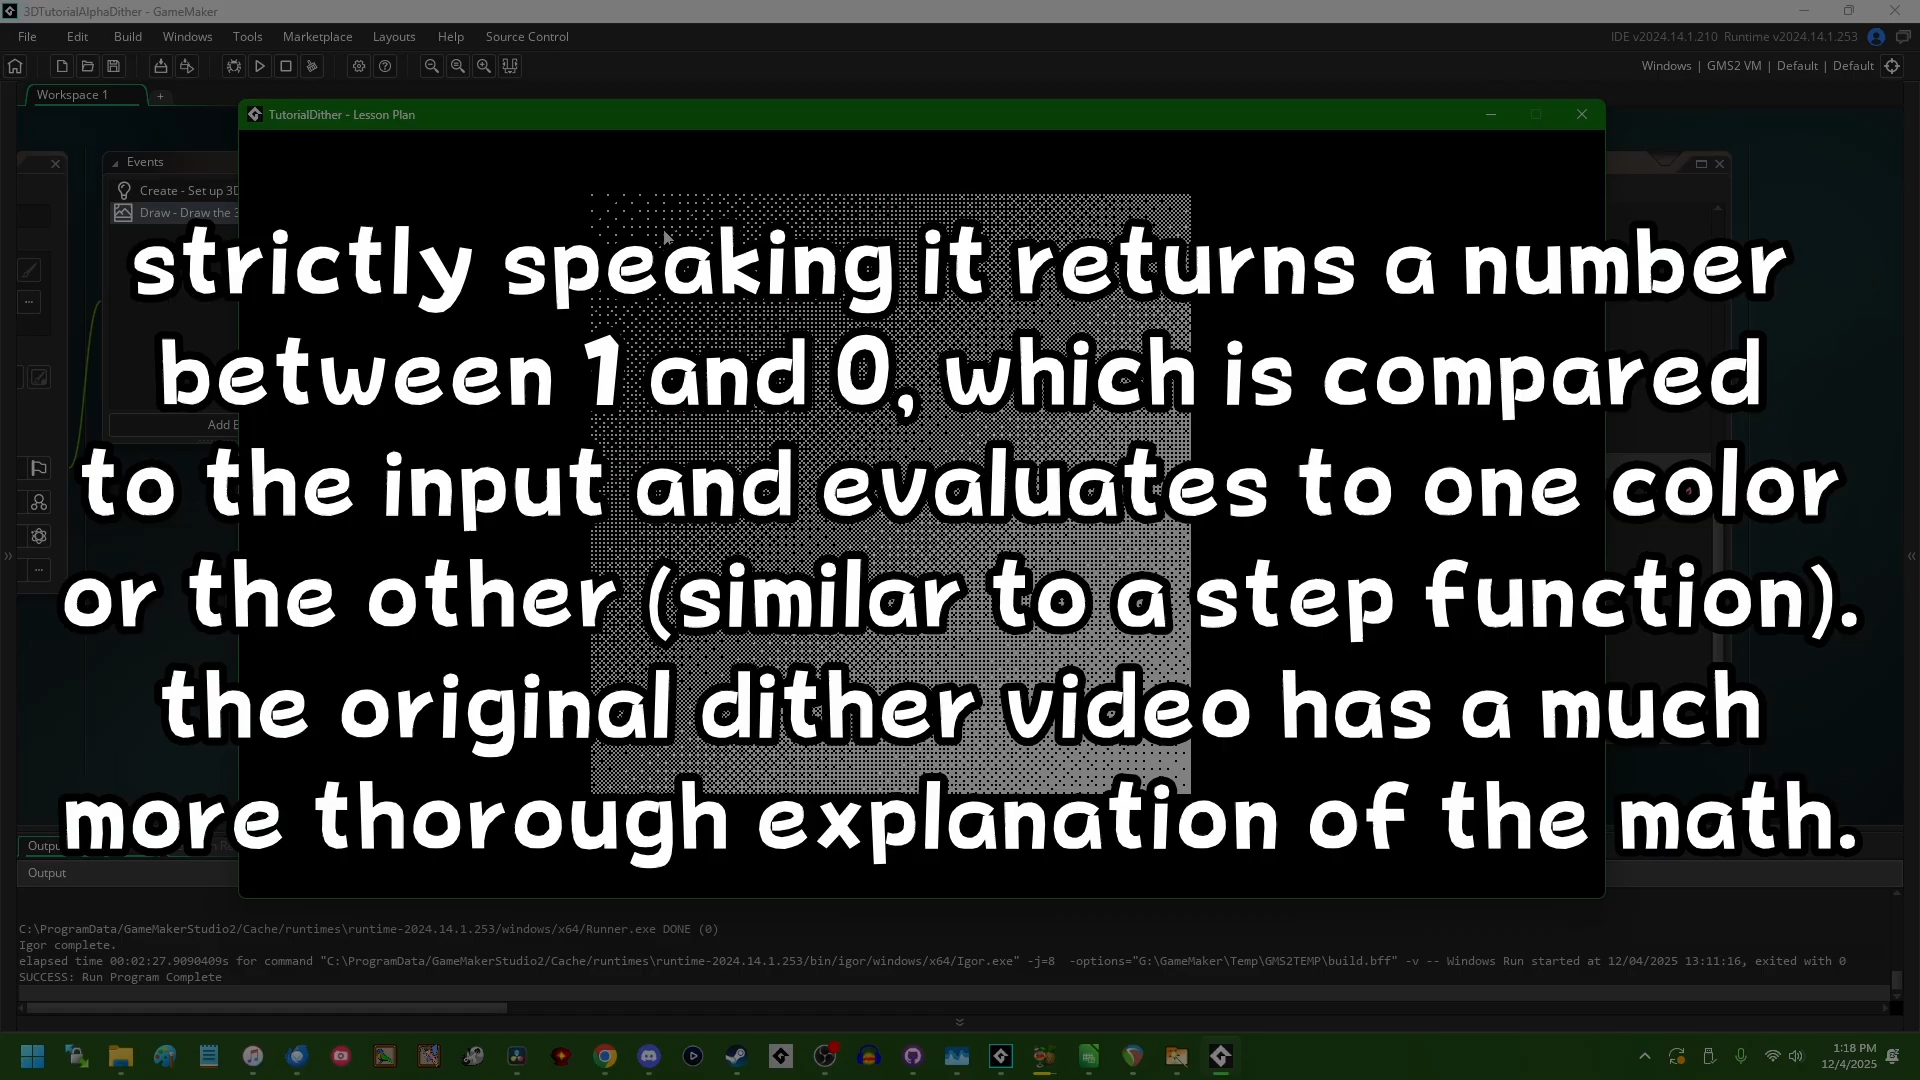 3DTutorialAlphaDither - GameMaker
File Edit Build Windows Tools Marketplace Layouts Help Source Control
IDE v2024.14.1.210 Runtime v2024.14.1.253
Windows | GMS2 VM | Default | Default
Workspace 1
TutorialDither - Lesson Plan
Events
Create - Set up 3D
Draw - Draw the 3
strictly speaking it returns a number
between 1 and 0, which is compared
to the input and evaluates to one color
or the other (similar to a step function).
the original dither video has a much
more thorough explanation of the math.
Add E
Output
C:\ProgramData/GameMakerStudio2/Cache/runtimes\runtime-2024.14.1.253/windows/x64/Runner.exe DONE (0)
Igor complete.
elapsed time 00:02:27.9090409s for command "C:\ProgramData/GameMakerStudio2/Cache/runtimes\runtime-2024.14.1.253/bin/igor/windows/x64/Igor.exe" -j=8 -options="G:\GameMaker\Temp\GMS2TEMP\build.bff" -v -- Windows Run started at 12/04/2025 13:11:16, exited with 0
SUCCESS: Run Program Complete
1:18 PM
12/4/2025